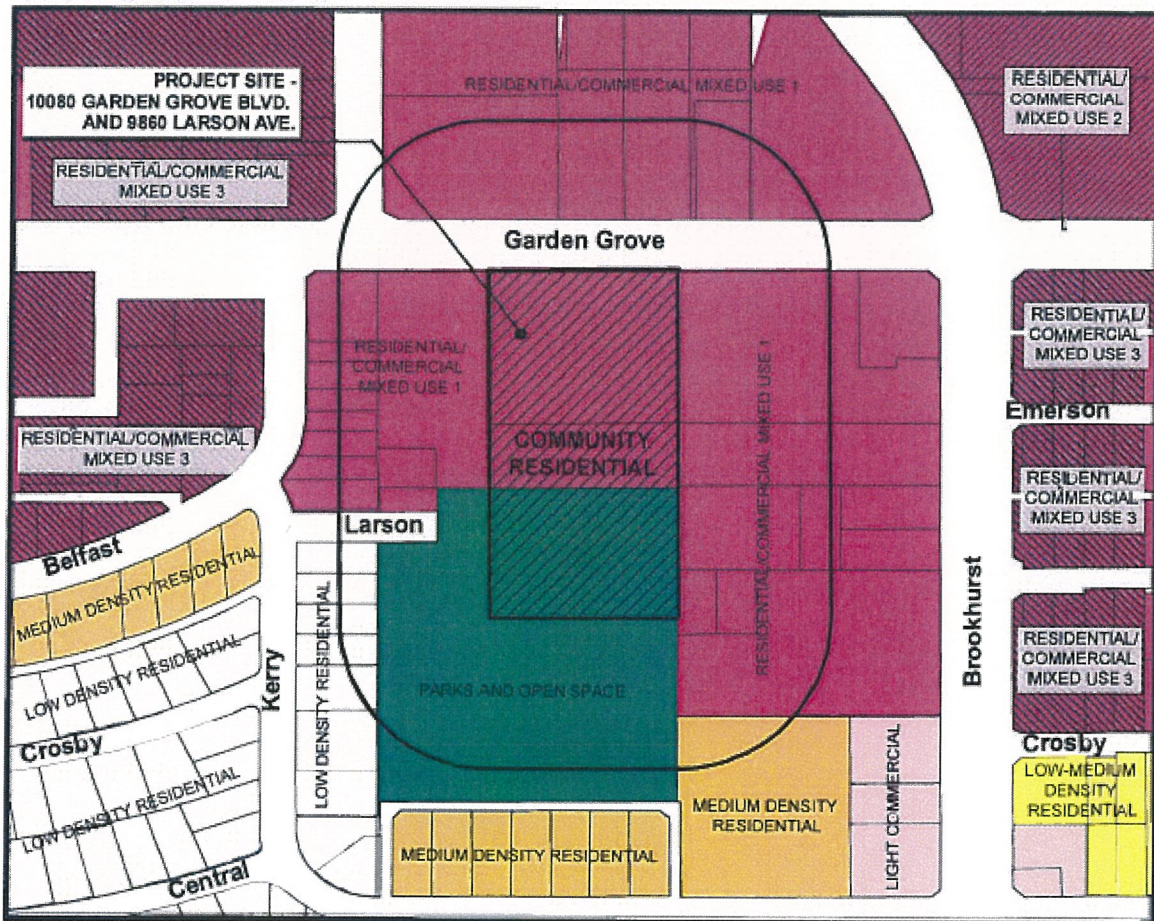 PROJECT SITE -
10080 GARDEN GROVE BLVD.
AND 9860 LARSON AVE.
RESIDENTIAL/COMMERCIAL MIXED USE 1
RESIDENTIAL/
COMMERCIAL
MIXED USE 2
RESIDENTIAL/COMMERCIAL
MIXED USE 3
Garden Grove
RESIDENTIAL/
COMMERCIAL
MIXED USE 1
RESIDENTIAL/COMMERCIAL MIXED USE 1
RESIDENTIAL/
COMMERCIAL
MIXED USE 3
Emerson
RESIDENTIAL/COMMERCIAL
MIXED USE 3
COMMUNITY
RESIDENTIAL
RESIDENTIAL/
COMMERCIAL
MIXED USE 3
Larson
Belfast
MEDIUM DENSITY RESIDENTIAL
LOW DENSITY RESIDENTIAL
Kerry
LOW DENSITY RESIDENTIAL
PARKS AND OPEN SPACE
Brookhurst
RESIDENTIAL/
COMMERCIAL
MIXED USE 3
Crosby
LOW DENSITY RESIDENTIAL
Crosby
LOW-MEDIUM
DENSITY
RESIDENTIAL
MEDIUM DENSITY
RESIDENTIAL
LIGHT COMMERCIAL
MEDIUM DENSITY RESIDENTIAL
Central